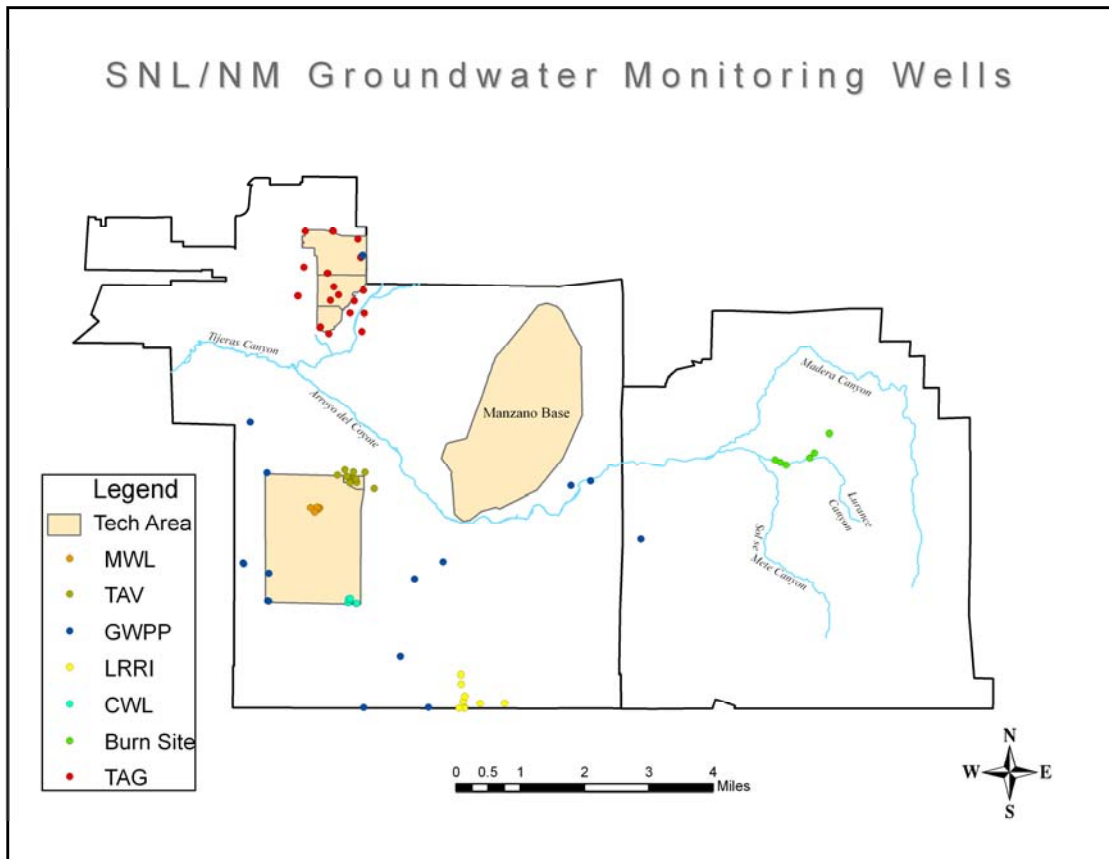 SNL/NM Groundwater Monitoring Wells
Tijeras Canyon
Arroyo del Coyote
Manzano Base
Madera Canyon
Lurance
Canyon
Sol se
Mete Canyon
Legend
Tech Area
MWL
TAV
GWPP
LRRI
CWL
Burn Site
TAG
0 0.5 1 2 3 4
Miles
N
W E
S